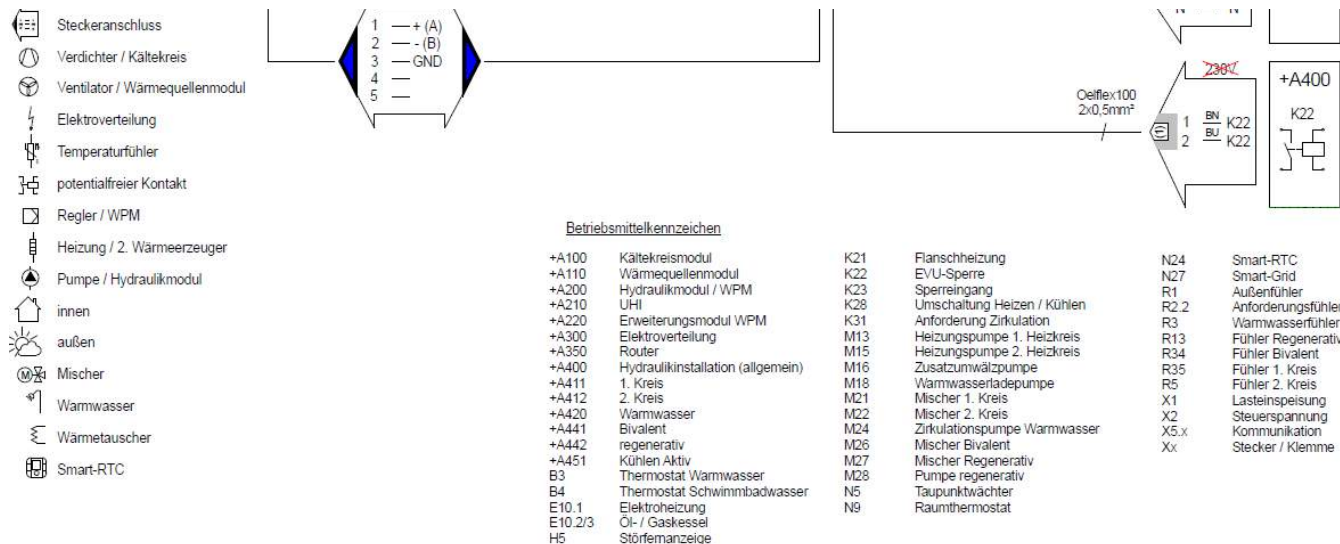 Steckeranschluss
Verdichter / Kältekreis
Ventilator / Wärmequellenmodul
Elektroverteilung
Temperaturfühler
potentialfreier Kontakt
Regler / WPM
Heizung / 2. Wärmeerzeuger
Pumpe / Hydraulikmodul
innen
außen
M Mischer
Warmwasser
Wärmetauscher
Smart-RTC
1 + (A)
2 - (B)
3 GND
4
5
230V
Oelflex100
2x0,5mm²
1 BN K22
2 BU K22
+A400
K22
Betriebsmittelkennzeichen
+A100 Kältekreismodul
+A110 Wärmequellenmodul
+A200 Hydraulikmodul / WPM
+A210 UHI
+A220 Erweiterungsmodul WPM
+A300 Elektroverteilung
+A350 Router
+A400 Hydraulikinstallation (allgemein)
+A411 1. Kreis
+A412 2. Kreis
+A420 Warmwasser
+A441 Bivalent
+A442 regenerativ
+A451 Kühlen Aktiv
B3 Thermostat Warmwasser
B4 Thermostat Schwimmbadwasser
E10.1 Elektroheizung
E10.2/3 Öl- / Gaskessel
H5 Störfernanzeige
K21 Flanschheizung
K22 EVU-Sperre
K23 Sperreingang
K28 Umschaltung Heizen / Kühlen
K31 Anforderung Zirkulation
M13 Heizungspumpe 1. Heizkreis
M15 Heizungspumpe 2. Heizkreis
M16 Zusatzumwälzpumpe
M18 Warmwasserladepumpe
M21 Mischer 1. Kreis
M22 Mischer 2. Kreis
M24 Zirkulationspumpe Warmwasser
M26 Mischer Bivalent
M27 Mischer Regenerativ
M28 Pumpe regenerativ
N5 Taupunktwächter
N9 Raumthermostat
N24 Smart-RTC
N27 Smart-Grid
R1 Außenfühler
R2.2 Anforderungsfühler
R3 Warmwasserfühler
R13 Fühler Regenerativ
R34 Fühler Bivalent
R35 Fühler 1. Kreis
R5 Fühler 2. Kreis
X1 Lasteinspeisung
X2 Steuerspannung
X5.x Kommunikation
Xx Stecker / Klemme